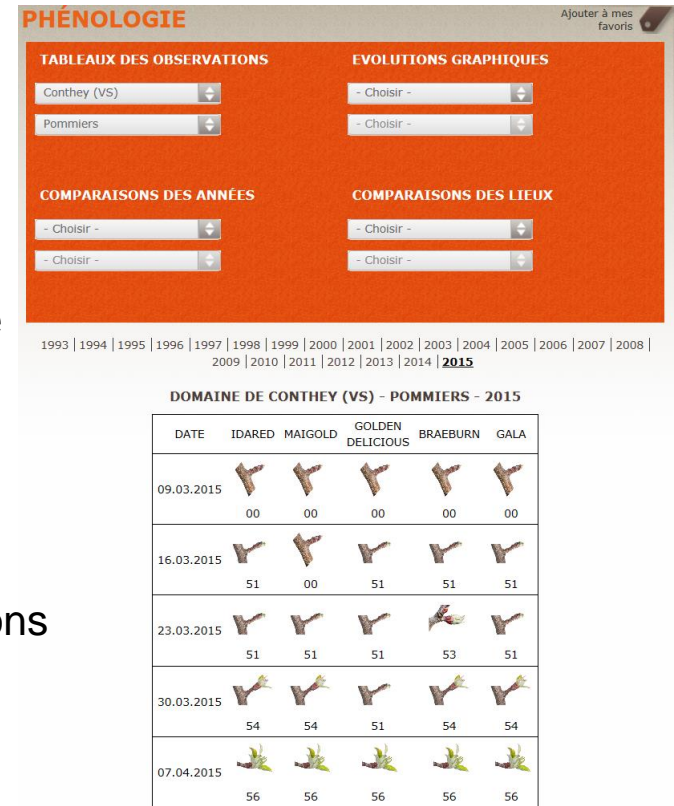 PHÉNOLOGIE
Ajouter à mes
favoris
TABLEAUX DES OBSERVATIONS
EVOLUTIONS GRAPHIQUES
Conthey (VS)
- Choisir -
Pommiers
- Choisir -
COMPARAISONS DES ANNÉES
COMPARAISONS DES LIEUX
- Choisir -
- Choisir -
- Choisir -
- Choisir -
1993 | 1994 | 1995 | 1996 | 1997 | 1998 | 1999 | 2000 | 2001 | 2002 | 2003 | 2004 | 2005 | 2006 | 2007 | 2008 |
2009 | 2010 | 2011 | 2012 | 2013 | 2014 | 2015
DOMAINE DE CONTHEY (VS) - POMMIERS - 2015
DATE IDARED MAIGOLD GOLDEN DELICIOUS BRAEBURN GALA
09.03.2015
00 00 00 00 00
16.03.2015
51 00 51 51 51
ons
23.03.2015
51 51 51 53 51
30.03.2015
54 54 51 54 54
07.04.2015
56 56 56 56 56